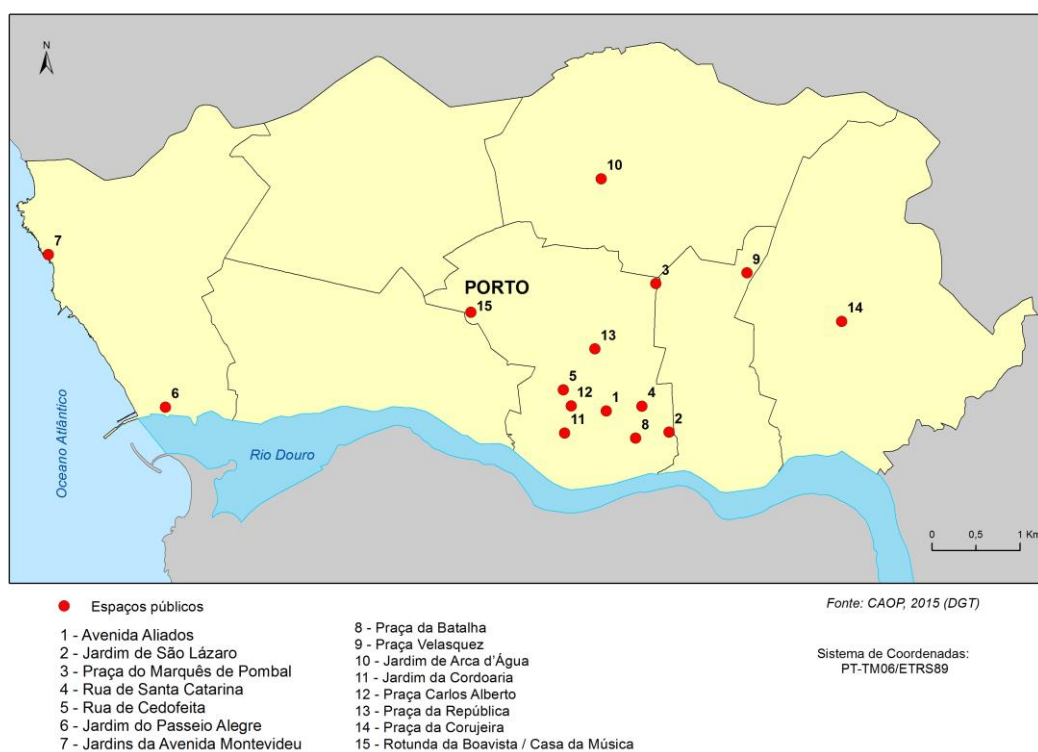 N
10
7
9
3
PORTO
15
14
13
5
12
1
4
6
11
8
2
Oceano Atlântico
Rio Douro
0 0,5 1 Km
Espaços públicos
1 - Avenida Aliados
2 - Jardim de São Lázaro
3 - Praça do Marquês de Pombal
4 - Rua de Santa Catarina
5 - Rua de Cedofeita
6 - Jardim do Passeio Alegre
7 - Jardins da Avenida Montevideu
8 - Praça da Batalha
9 - Praça Velasquez
10 - Jardim de Arca d'Água
11 - Jardim da Cordoaria
12 - Praça Carlos Alberto
13 - Praça da República
14 - Praça da Corujeira
15 - Rotunda da Boavista / Casa da Música
Fonte: CAOP, 2015 (DGT)
Sistema de Coordenadas:
PT-TM06/ETRS89